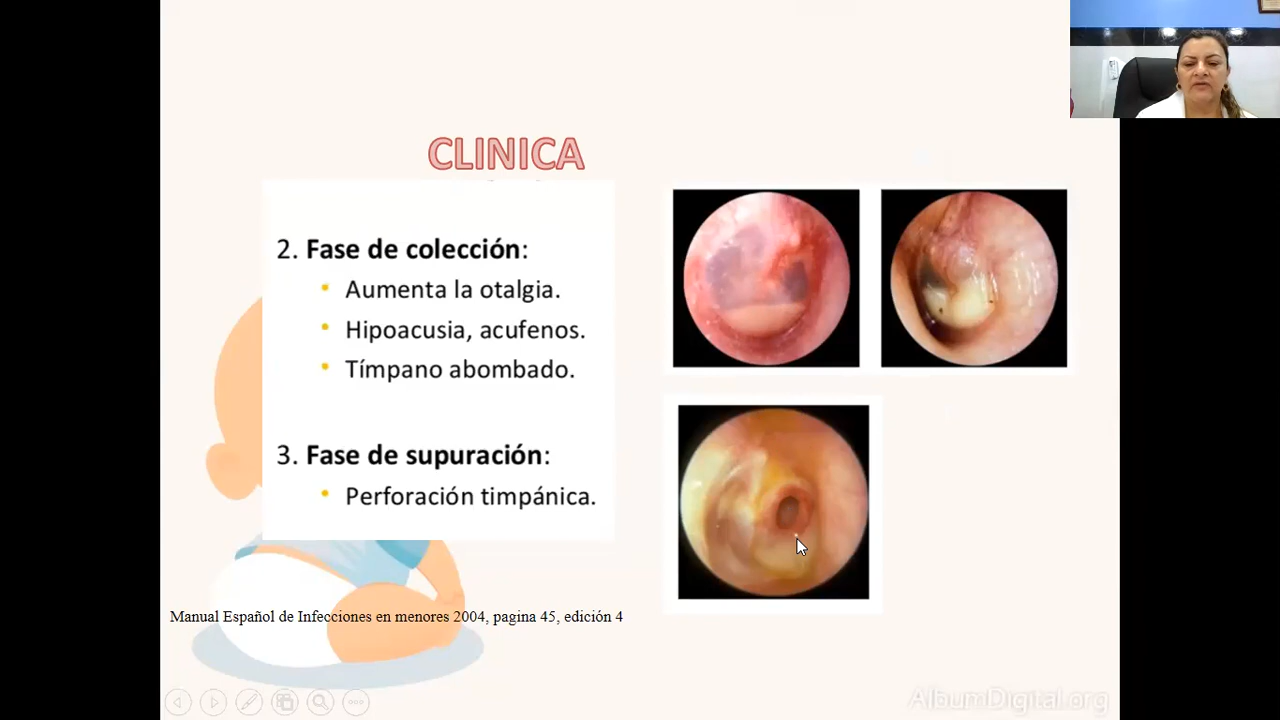 CLINICA
2. Fase de colección:
• Aumenta la otalgia.
• Hipoacusia, acufenos.
• Tímpano abombado.
3. Fase de supuración:
• Perforación timpánica.
Manual Español de Infecciones en menores 2004, pagina 45, edición 4
AlbumDigital.org